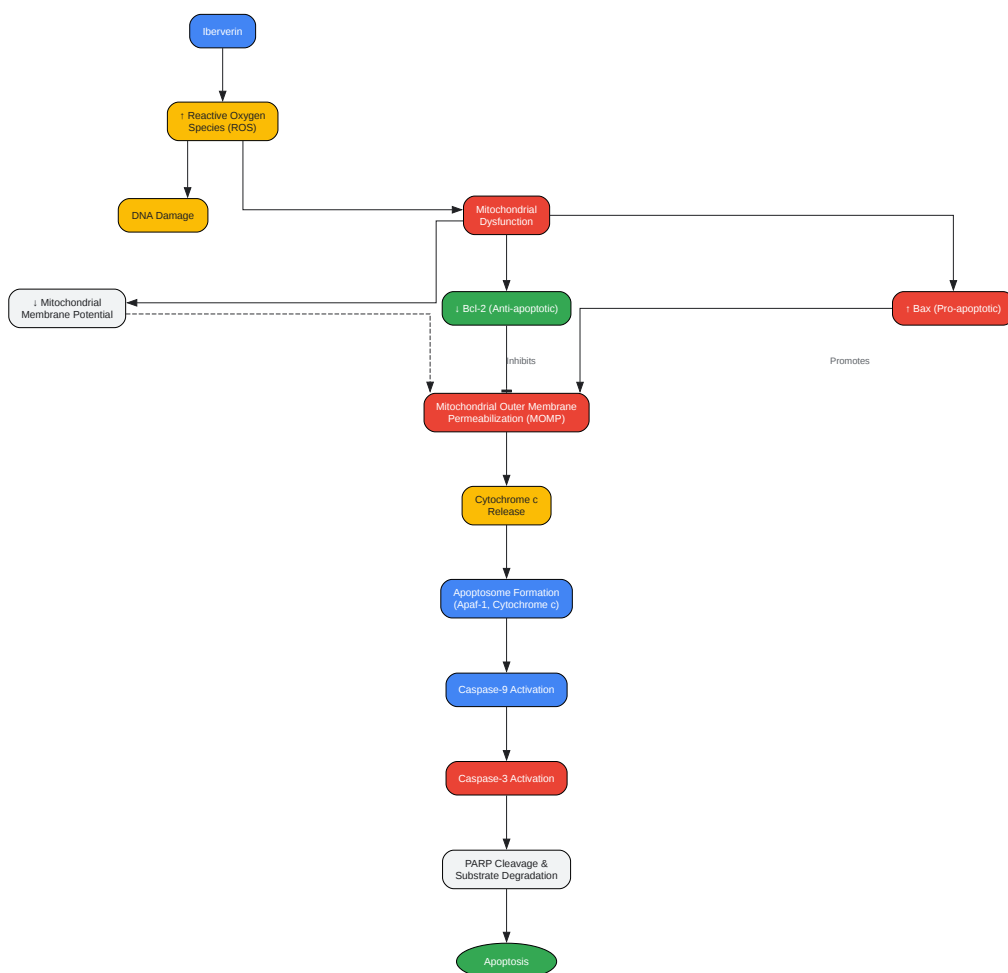 Iberverin
↑ Reactive Oxygen
Species (ROS)
DNA Damage
Mitochondrial
Dysfunction
↓ Mitochondrial
Membrane Potential
↓ Bcl-2 (Anti-apoptotic)
↑ Bax (Pro-apoptotic)
Inhibits
Promotes
Mitochondrial Outer Membrane
Permeabilization (MOMP)
Cytochrome c
Release
Apoptosome Formation
(Apaf-1, Cytochrome c)
Caspase-9 Activation
Caspase-3 Activation
PARP Cleavage &
Substrate Degradation
Apoptosis